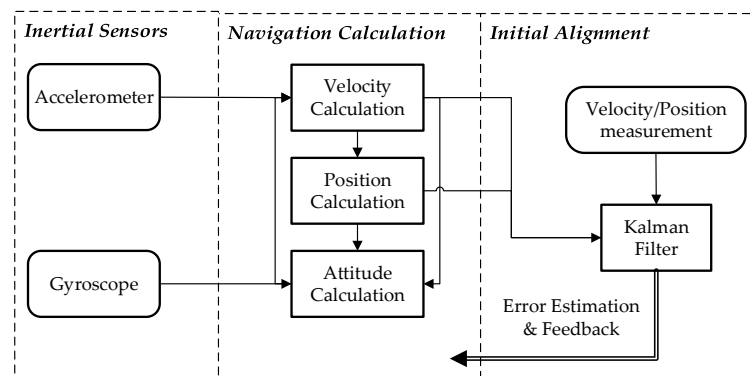 Inertial Sensors
Navigation Calculation
Initial Alignment
Accelerometer
Velocity
Calculation
Velocity/Position
measurement
Position
Calculation
Kalman
Filter
Gyroscope
Attitude
Calculation
Error Estimation
& Feedback